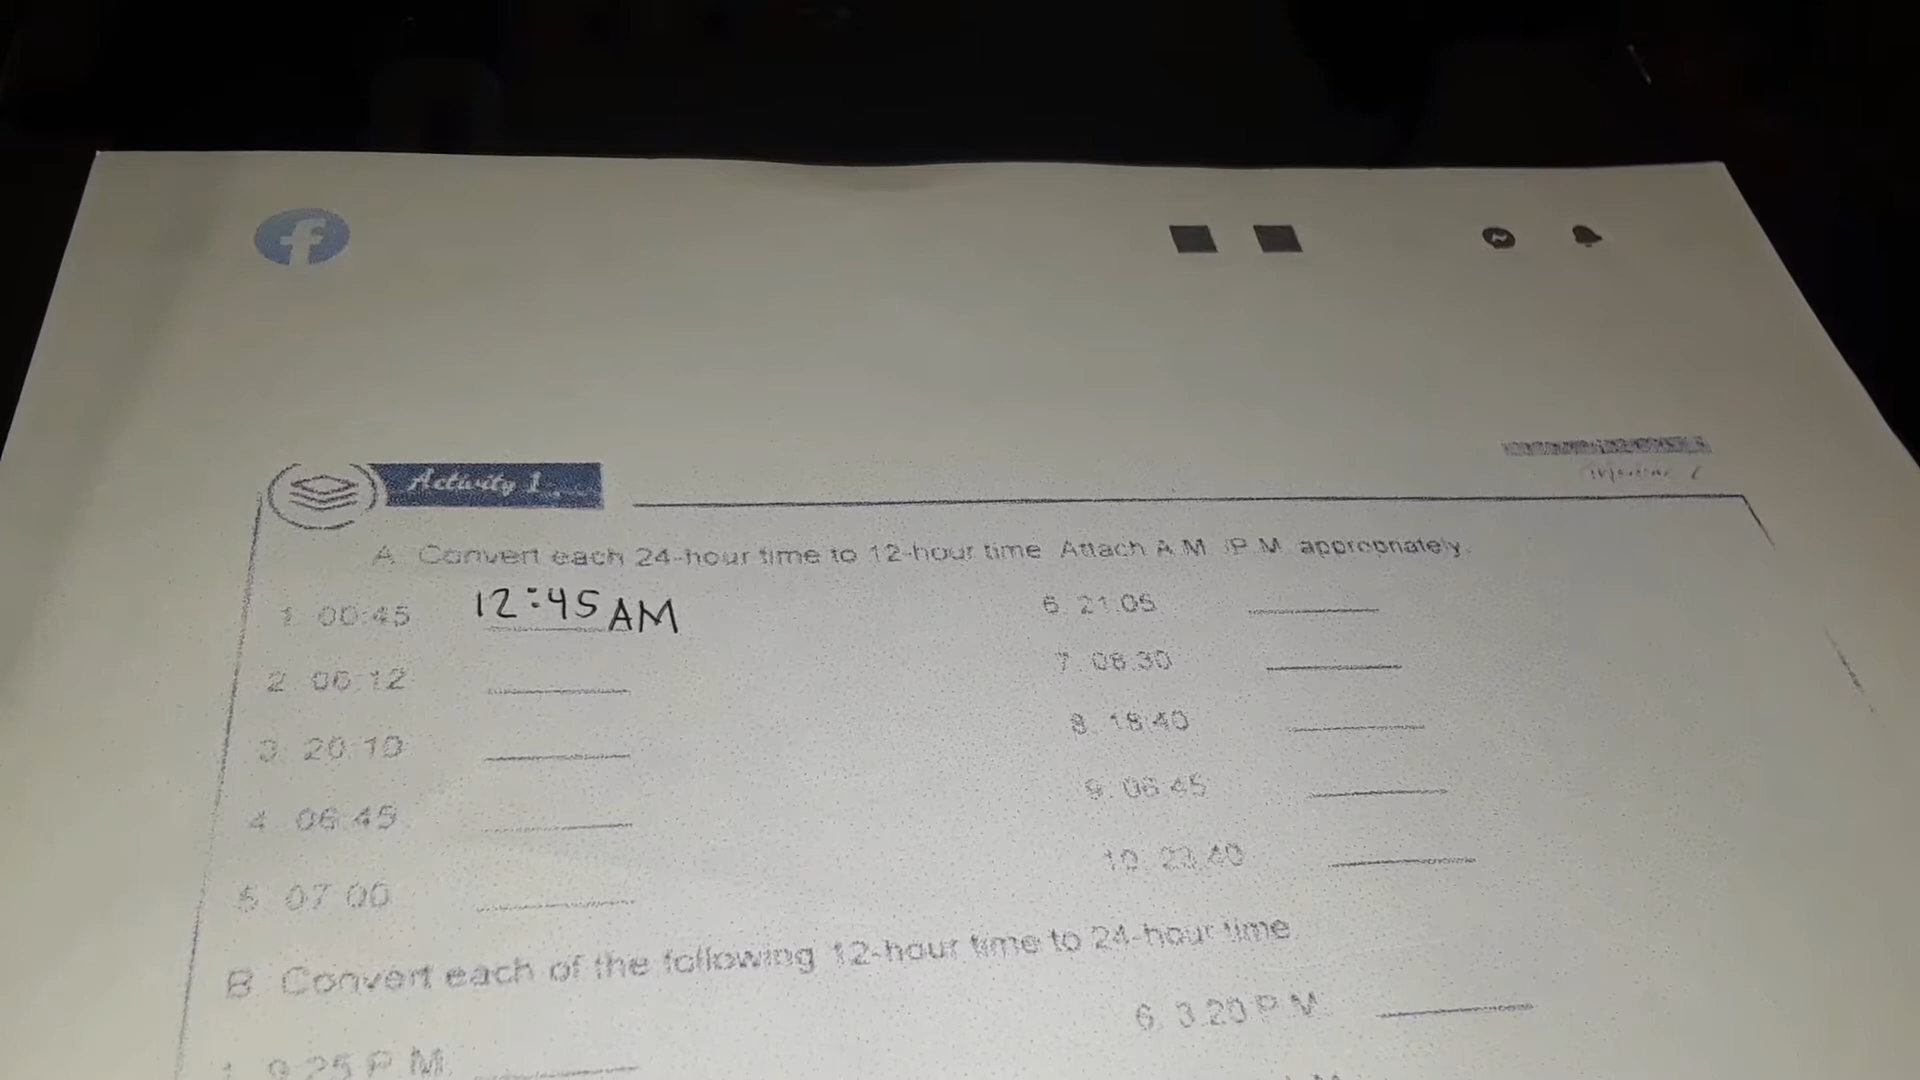 f
Activity 1
A. Convert each 24-hour time to 12-hour time. Attach A.M. /P.M. appropriately.
1. 00:45 12:45 AM
2. 06:12
3. 20:10
4. 06:49
5. 07:00
6. 21:05
7. 08:30
8. 18:40
9. 06:45
10. 23:40
B. Convert each of the following 12-hour time to 24-hour time
1. 9:25 P.M.
6. 3:20 P.M.